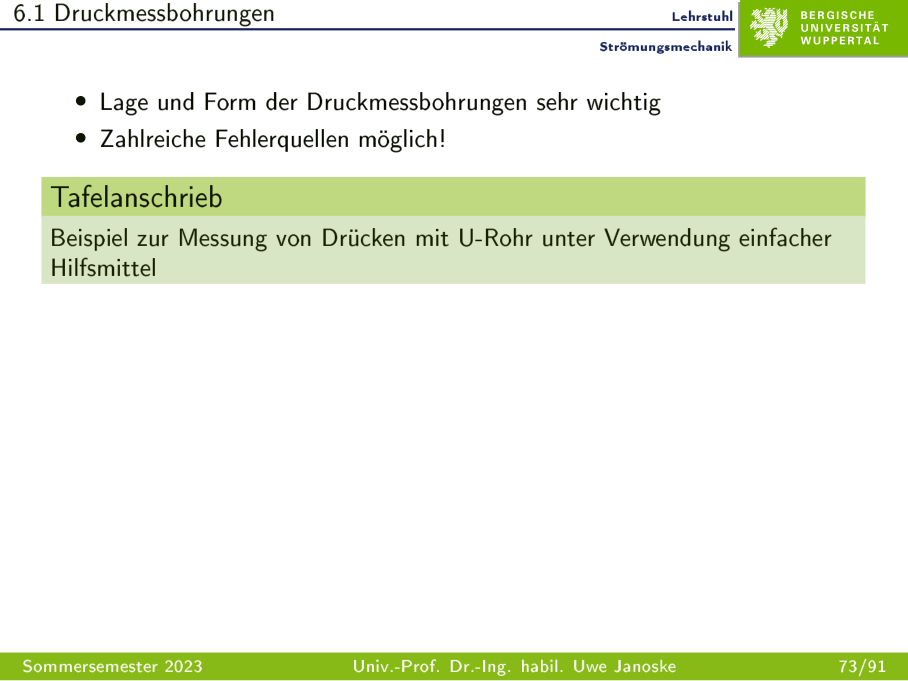 6.1 Druckmessbohrungen
Lehrstuhl
Strömungsmechanik
BERGISCHE
UNIVERSITÄT
WUPPERTAL
• Lage und Form der Druckmessbohrungen sehr wichtig
• Zahlreiche Fehlerquellen möglich!
Tafelanschrieb
Beispiel zur Messung von Drücken mit U-Rohr unter Verwendung einfacher
Hilfsmittel
Sommersemester 2023 Univ.-Prof. Dr.-Ing. habil. Uwe Janoske 73/91